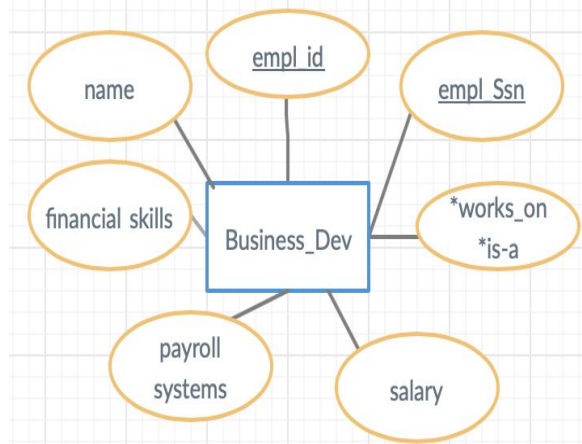 empl_id
name
empl_Ssn
financial skills
Business_Dev
*works_on
*is-a
payroll
systems
salary